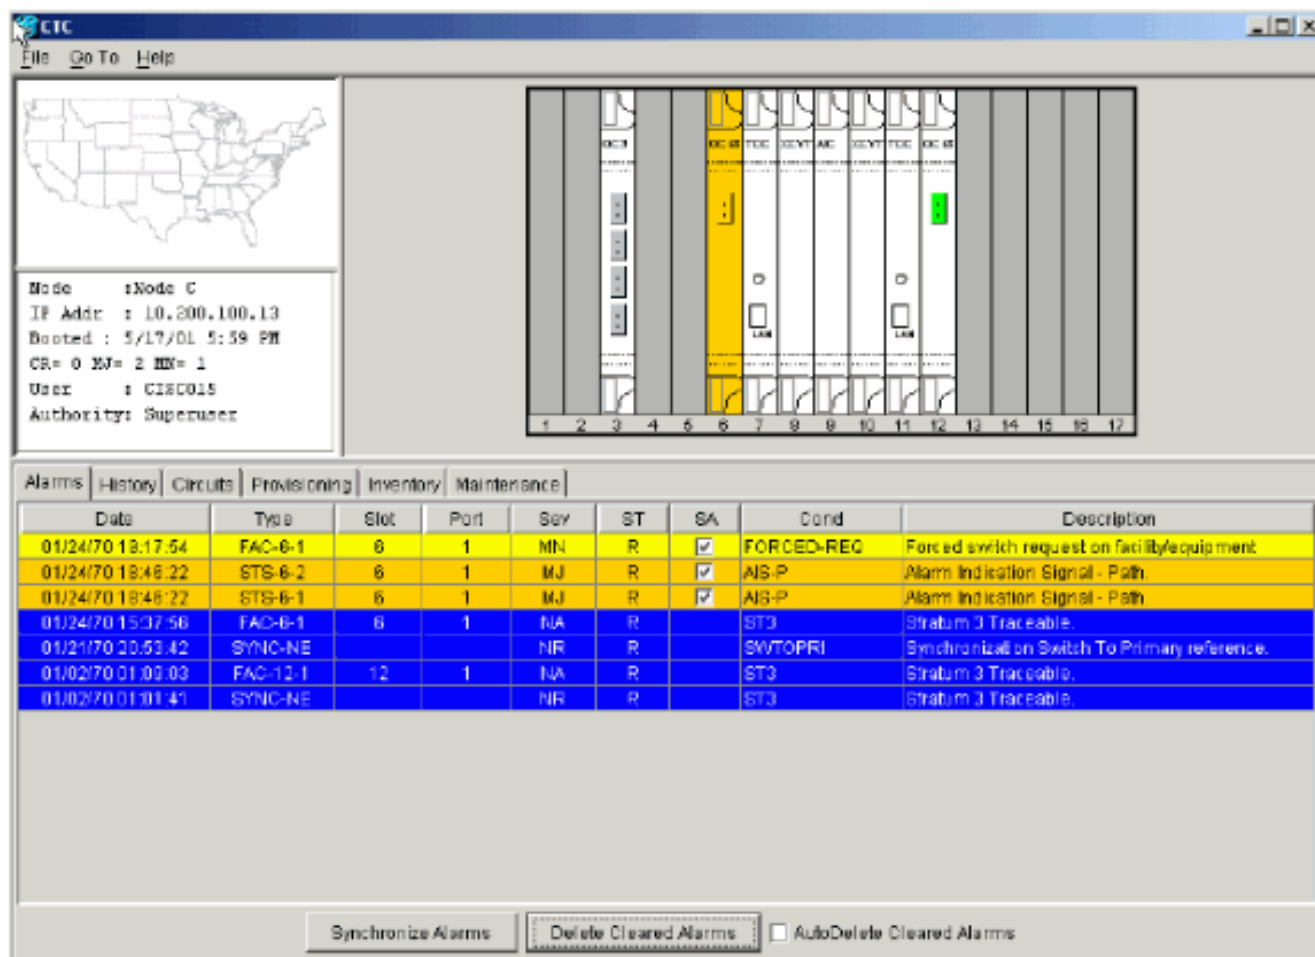 CTC
File Go To Help
Node :Node C
IP Addr : 10.200.100.13
Booted : 5/17/01 5:59 PM
CR= 0 MJ= 2 MN= 1
User : CISCO15
Authority: Superuser
OC3 TCC XCVT AIC XCVT TCC
LAN LAN
1 2 3 4 5 6 7 8 9 10 11 12 13 14 15 16 17
Alarms History Circuits Provisioning Inventory Maintenance
Date Type Slot Port Sev ST SA Cond Description
01/24/70 18:17:54 FAC-6-1 6 1 MN R FORCED-REQ Forced switch request on facility/equipment
01/24/70 18:46:22 STS-6-2 6 1 MJ R AIS-P Alarm Indication Signal - Path.
01/24/70 18:46:22 STS-6-1 6 1 MJ R AIS-P Alarm Indication Signal - Path.
01/24/70 15:37:56 FAC-6-1 6 1 NA R ST3 Stratum 3 Traceable.
01/21/70 20:53:42 SYNC-NE NR R SWTOPRI Synchronization Switch To Primary reference.
01/02/70 01:09:03 FAC-12-1 12 1 NA R ST3 Stratum 3 Traceable.
01/02/70 01:01:41 SYNC-NE NR R ST3 Stratum 3 Traceable.
Synchronize Alarms Delete Cleared Alarms AutoDelete Cleared Alarms